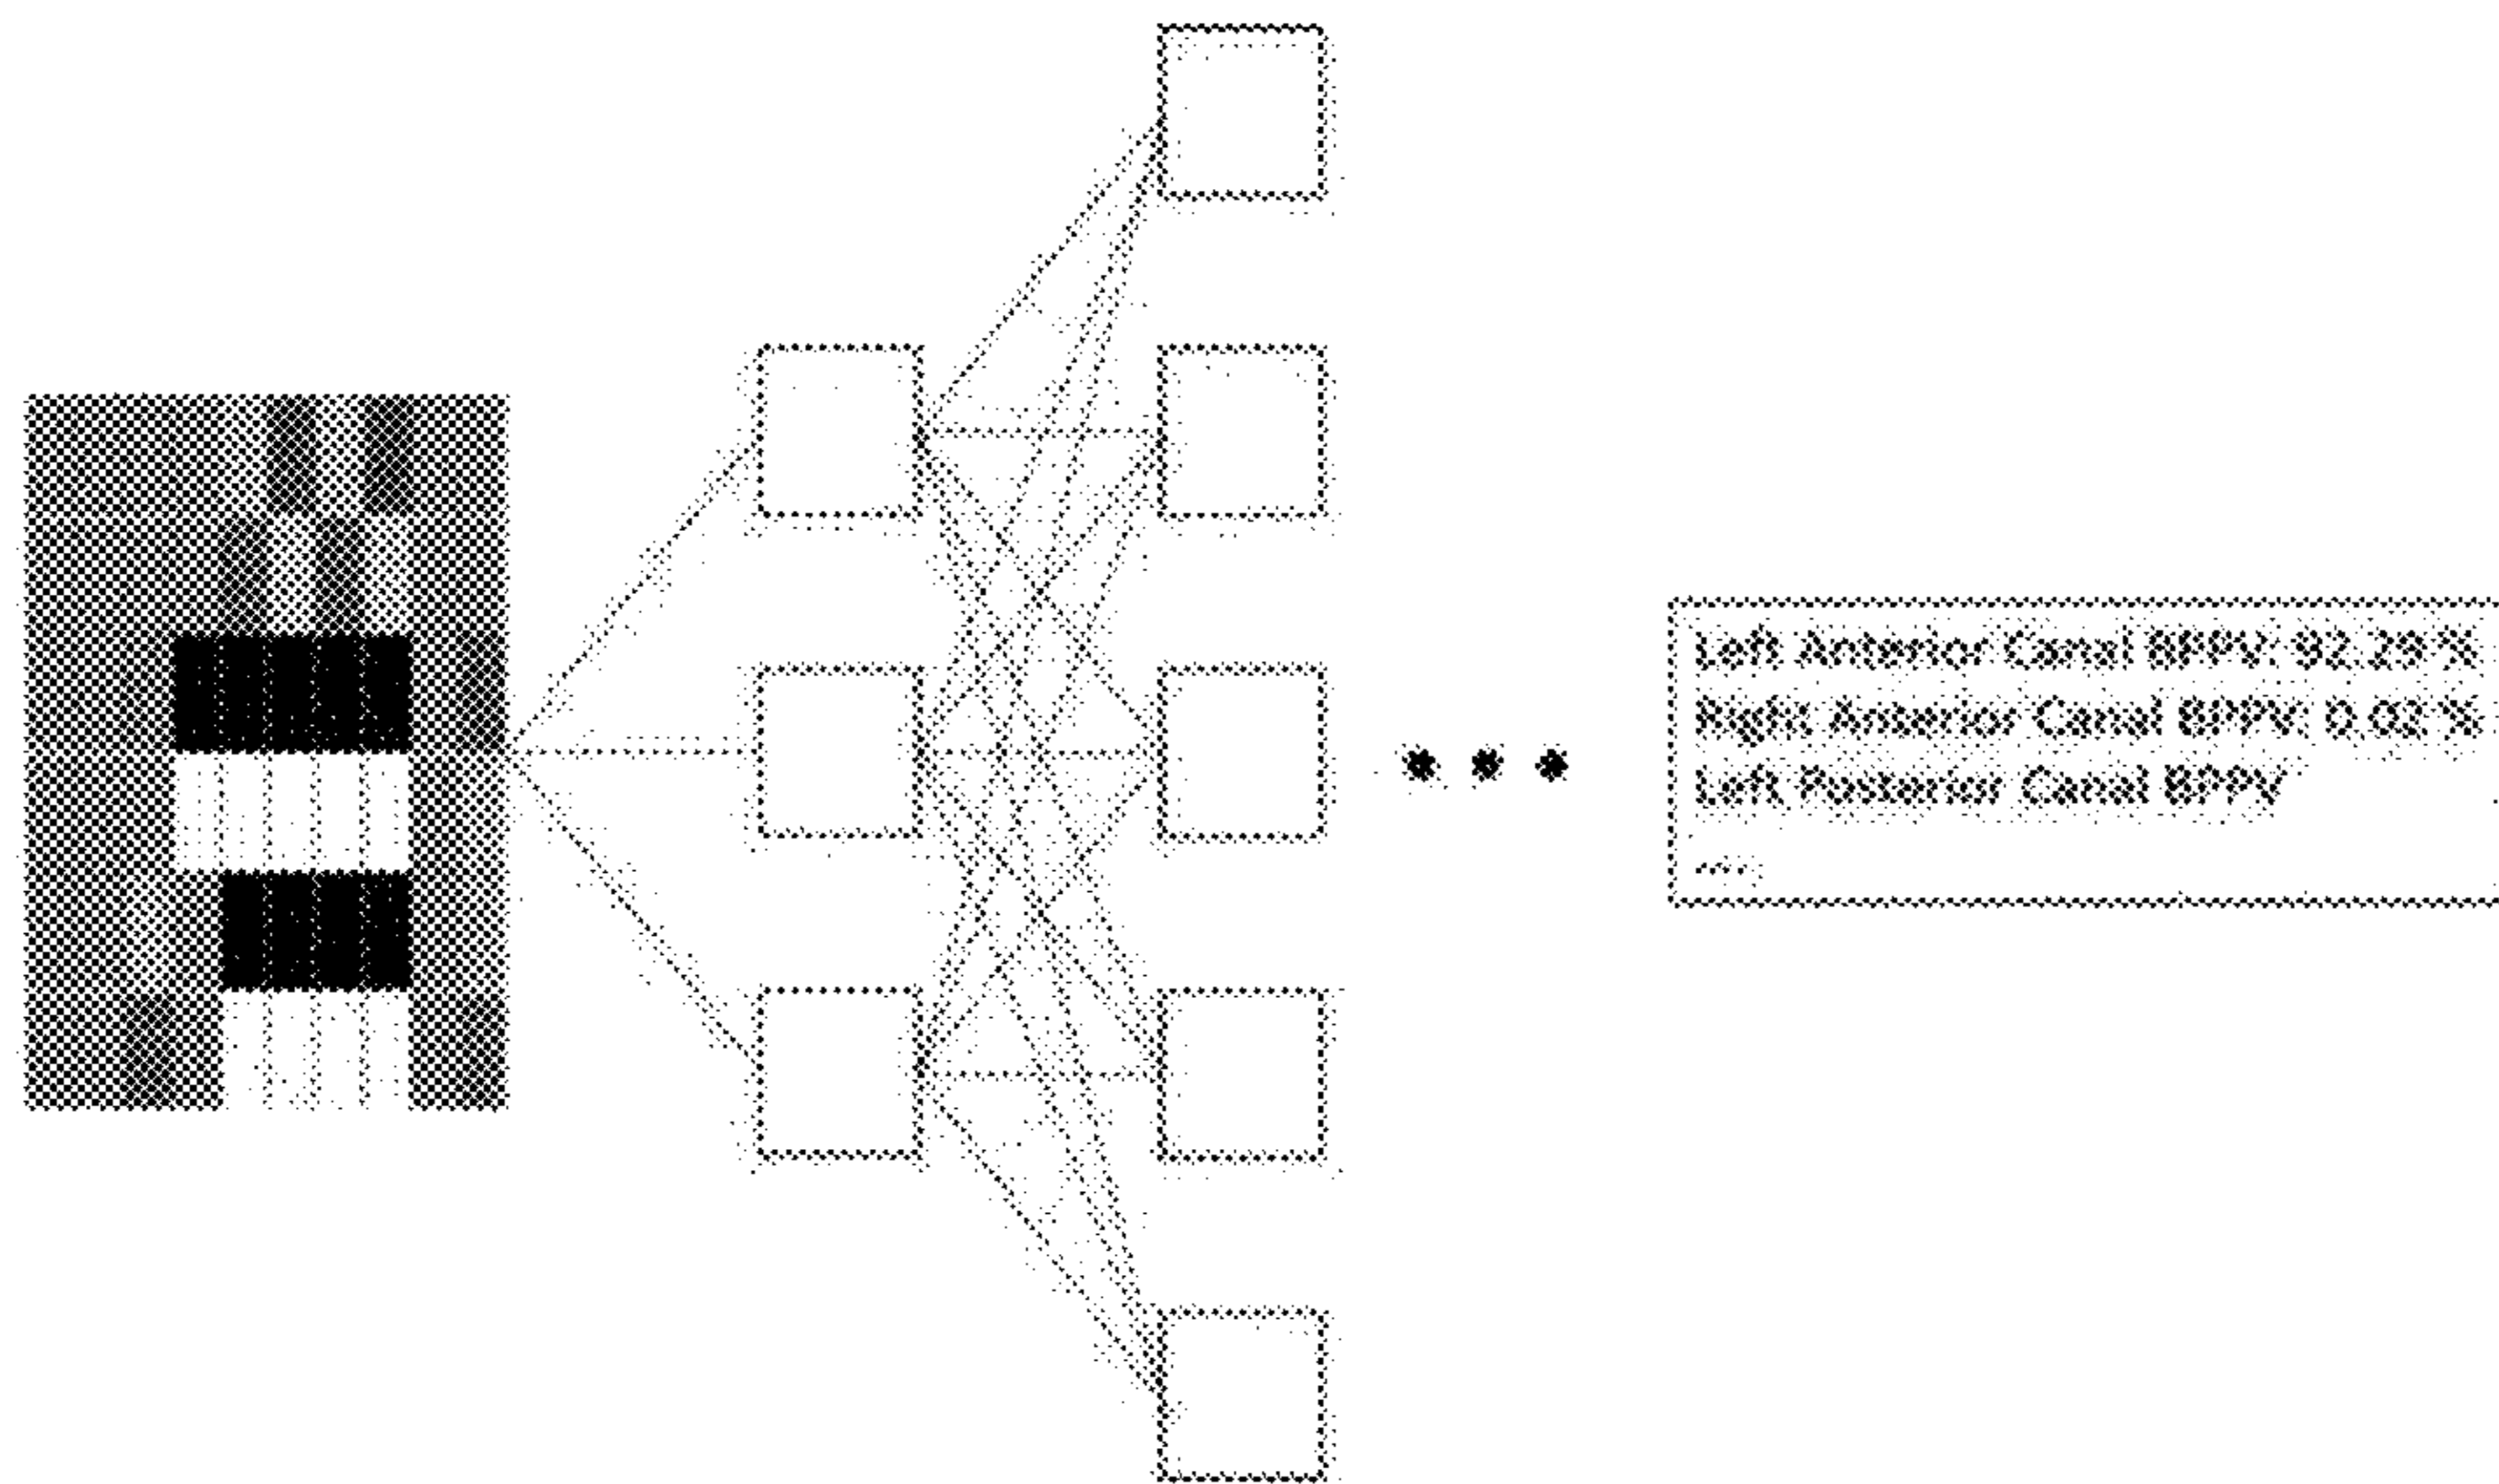 Left Anterior Canal BPPV: 92.29 %
Right Anterior Canal BPPV: 0.02 %
Left Posterior Canal BPPV
....